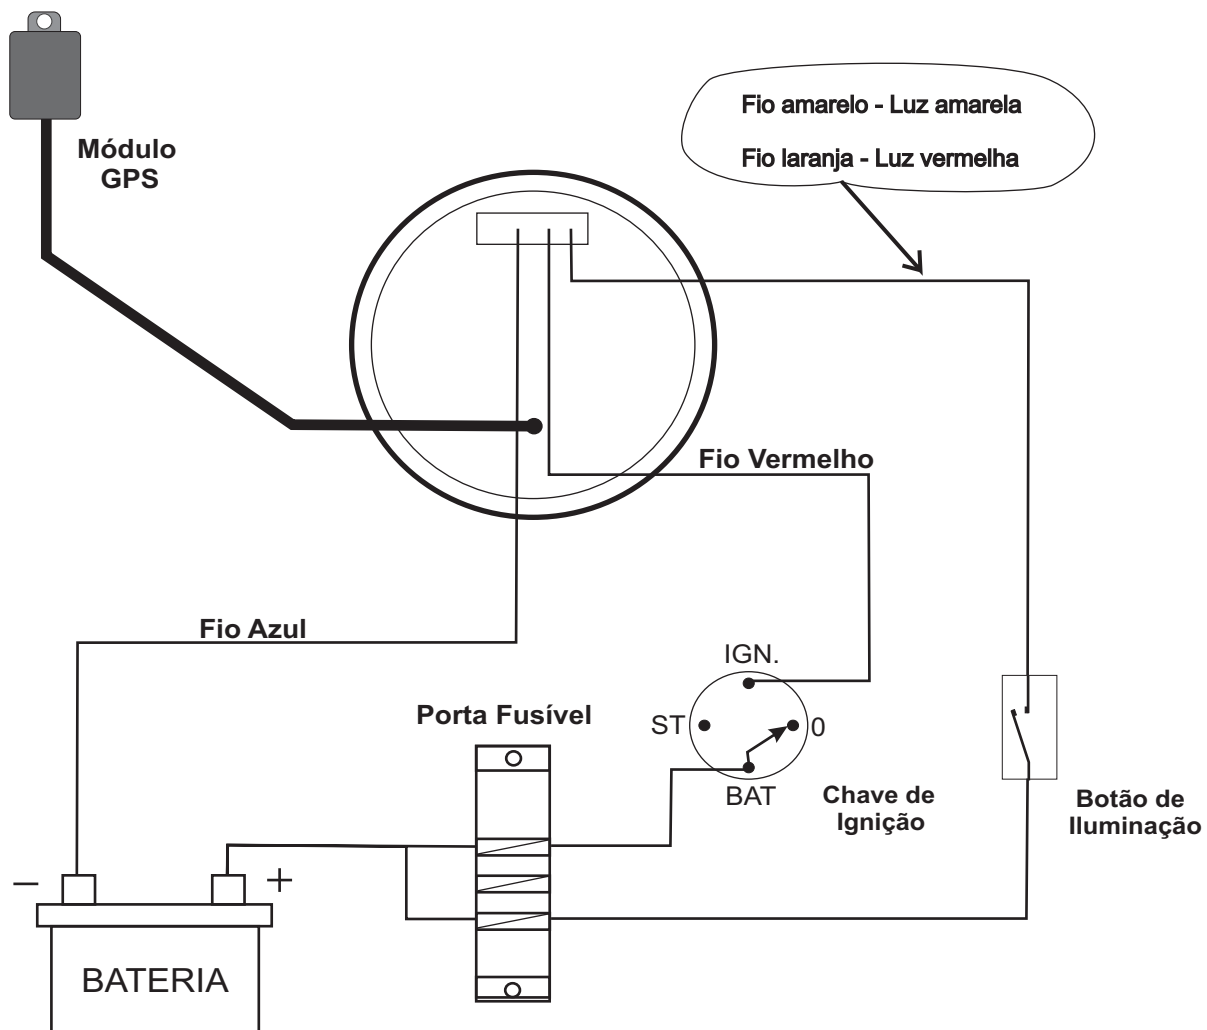 Módulo
GPS
Fio amarelo - Luz amarela
Fio laranja - Luz vermelha
Fio Vermelho
Fio Azul
IGN.
Porta Fusível
ST
0
BAT
Chave de
Ignição
Botão de
Iluminação
–
+
BATERIA